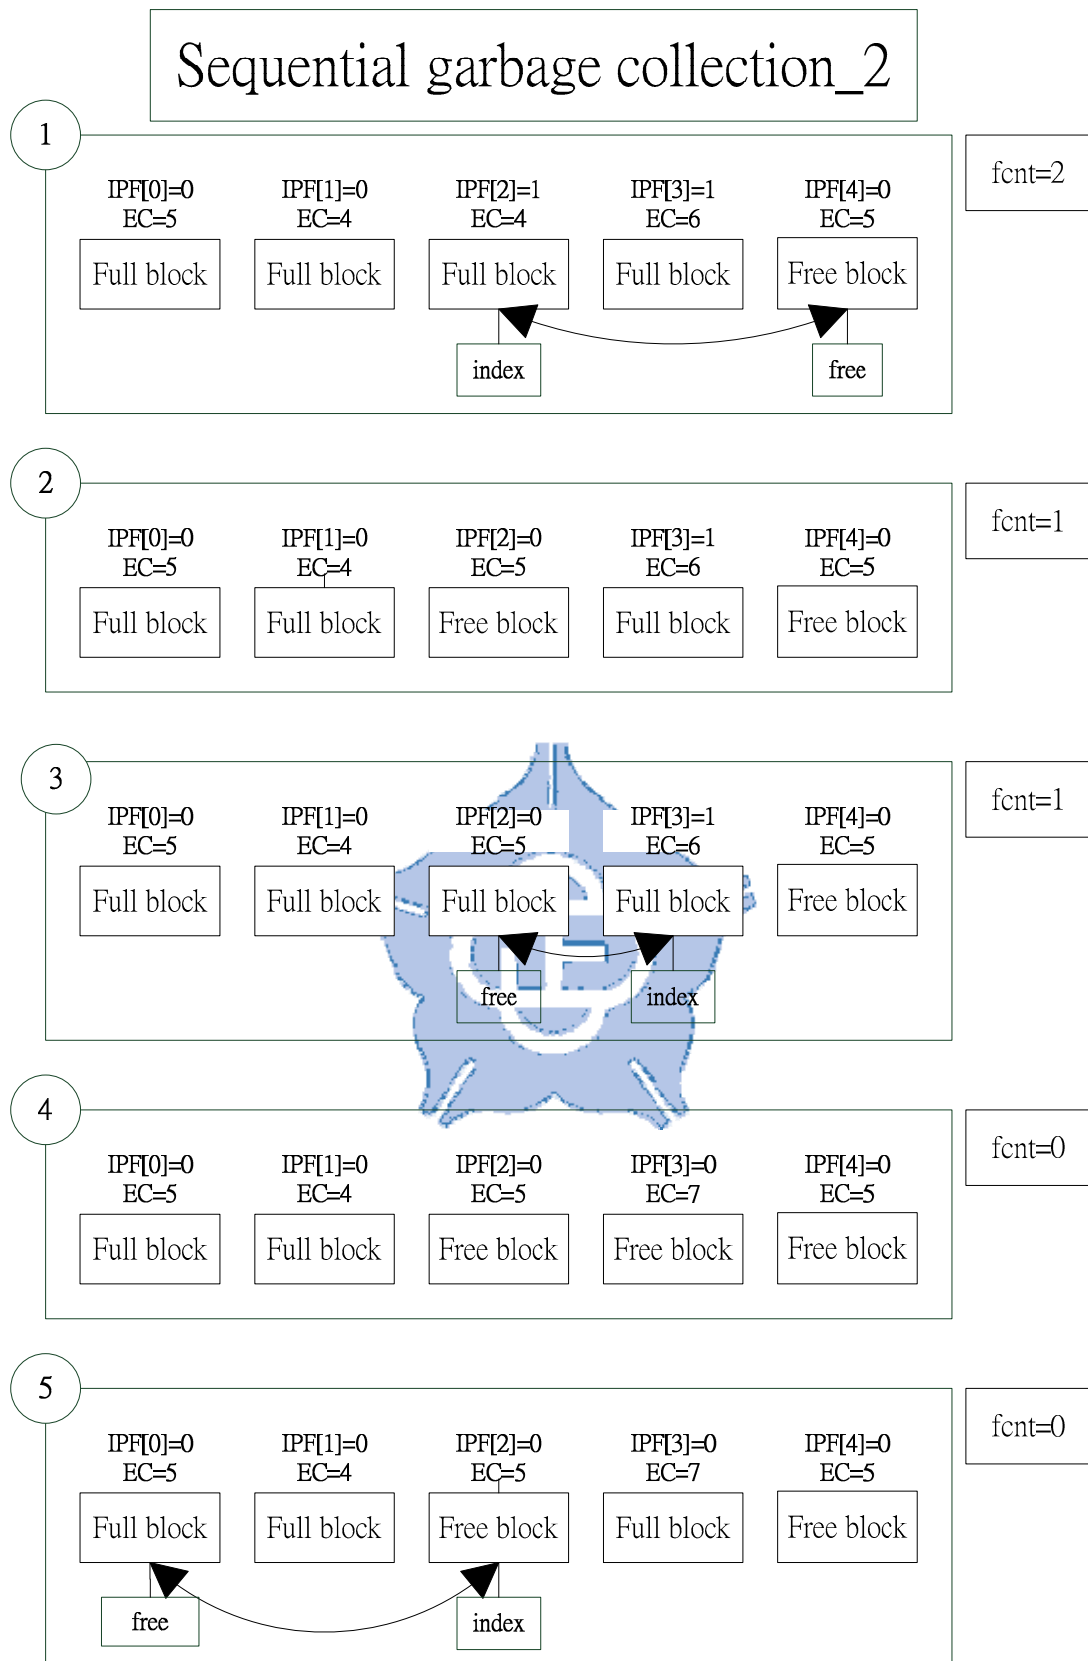 Sequential garbage collection_2
1
fcnt=2
IPF[0]=0 IPF[1]=0 IPF[2]=1 IPF[3]=1 IPF[4]=0
EC=5 EC=4 EC=4 EC=6 EC=5
Full block Full block Full block Full block Free block
index free
2
fcnt=1
IPF[0]=0 IPF[1]=0 IPF[2]=0 IPF[3]=1 IPF[4]=0
EC=5 EC=4 EC=5 EC=6 EC=5
Full block Full block Free block Full block Free block
3
fcnt=1
IPF[0]=0 IPF[1]=0 IPF[2]=0 IPF[3]=1 IPF[4]=0
EC=5 EC=4 EC=5 EC=6 EC=5
Full block Full block Full block Full block Free block
free index
4
fcnt=0
IPF[0]=0 IPF[1]=0 IPF[2]=0 IPF[3]=0 IPF[4]=0
EC=5 EC=4 EC=5 EC=7 EC=5
Full block Full block Free block Free block Free block
5
fcnt=0
IPF[0]=0 IPF[1]=0 IPF[2]=0 IPF[3]=0 IPF[4]=0
EC=5 EC=4 EC=5 EC=7 EC=5
Full block Full block Free block Full block Free block
free index